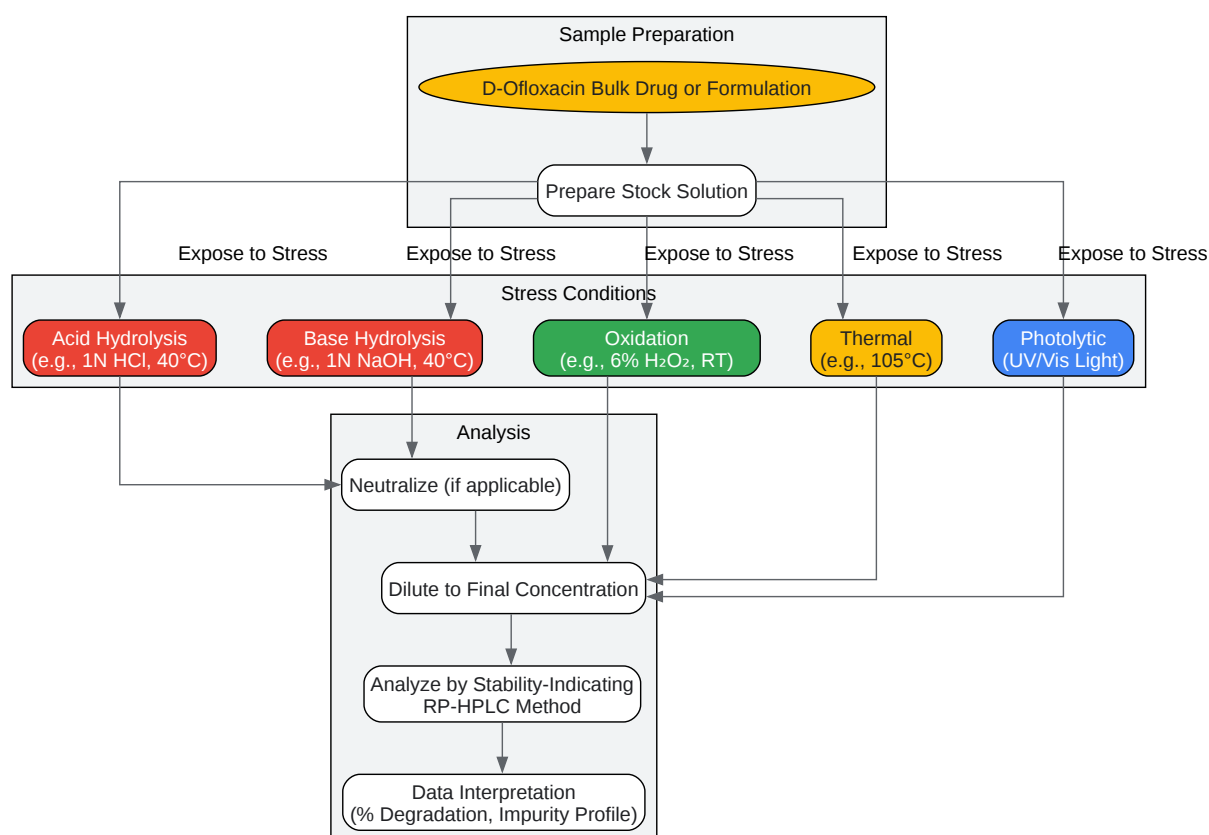 Sample Preparation
D-Ofloxacin Bulk Drug or Formulation
Prepare Stock Solution
Expose to Stress
Expose to Stress
Expose to Stress
Expose to Stress
Expose to Stress
Stress Conditions
Acid Hydrolysis
(e.g., 1N HCl, 40°C)
Base Hydrolysis
(e.g., 1N NaOH, 40°C)
Oxidation
(e.g., 6% H₂O₂, RT)
Thermal
(e.g., 105°C)
Photolytic
(UV/Vis Light)
Analysis
Neutralize (if applicable)
Dilute to Final Concentration
Analyze by Stability-Indicating
RP-HPLC Method
Data Interpretation
(% Degradation, Impurity Profile)